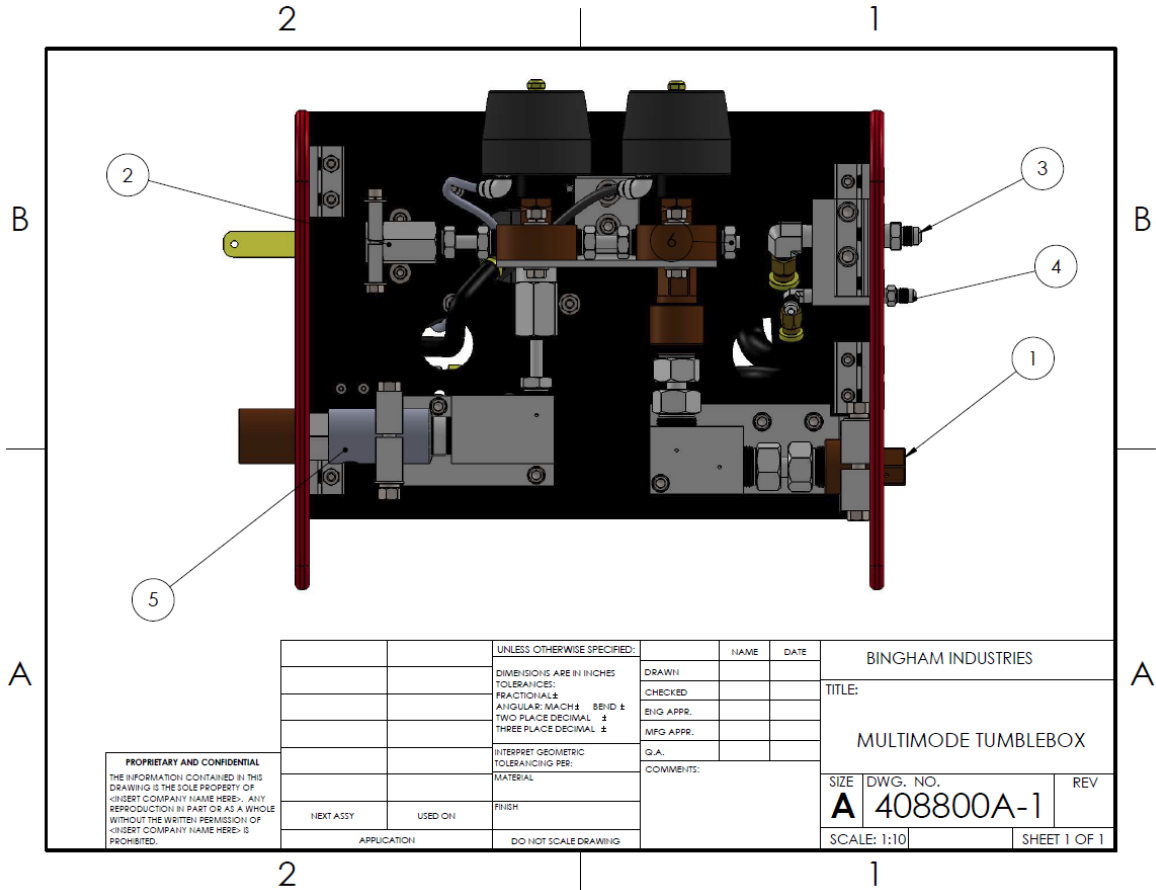 2
1
B
B
A
A
2
3
4
6
1
5
UNLESS OTHERWISE SPECIFIED:
DIMENSIONS ARE IN INCHES
TOLERANCES:
FRACTIONAL±
ANGULAR: MACH± BEND ±
TWO PLACE DECIMAL ±
THREE PLACE DECIMAL ±
INTERPRET GEOMETRIC
TOLERANCING PER:
MATERIAL
FINISH
DO NOT SCALE DRAWING
NAME DATE
DRAWN
CHECKED
ENG APPR.
MFG APPR.
Q.A.
COMMENTS:
BINGHAM INDUSTRIES
TITLE:
MULTIMODE TUMBLEBOX
SIZE DWG. NO. REV
A 408800A-1
SCALE: 1:10 SHEET 1 OF 1
PROPRIETARY AND CONFIDENTIAL
THE INFORMATION CONTAINED IN THIS
DRAWING IS THE SOLE PROPERTY OF
<INSERT COMPANY NAME HERE>. ANY
REPRODUCTION IN PART OR AS A WHOLE
WITHOUT THE WRITTEN PERMISSION OF
<INSERT COMPANY NAME HERE> IS
PROHIBITED.
NEXT ASSY USED ON
APPLICATION
2
1